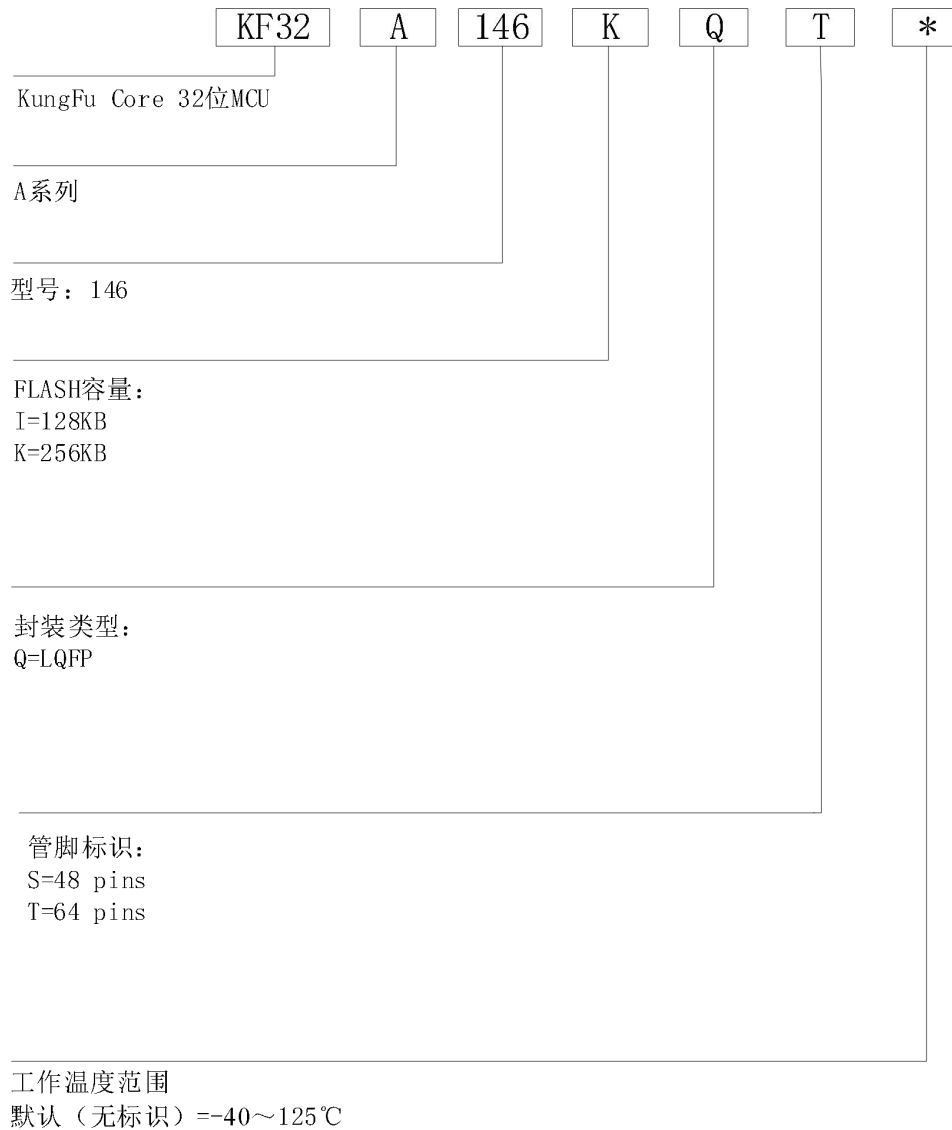 KF32 A 146 K Q T *
KungFu Core 32位MCU
A系列
型号：146
FLASH容量：
I=128KB
K=256KB
封装类型：
Q=LQFP
管脚标识：
S=48 pins
T=64 pins
工作温度范围
默认（无标识）=-40～125℃